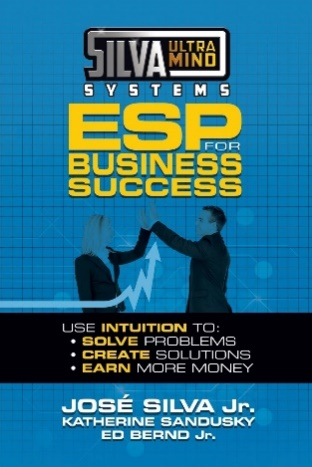 SILVA ULTRA MIND
SYSTEMS
ESP
FOR
BUSINESS
SUCCESS
USE INTUITION TO:
• SOLVE PROBLEMS
• CREATE SOLUTIONS
• EARN MORE MONEY
JOSÉ SILVA Jr.
KATHERINE SANDUSKY
ED BERND Jr.